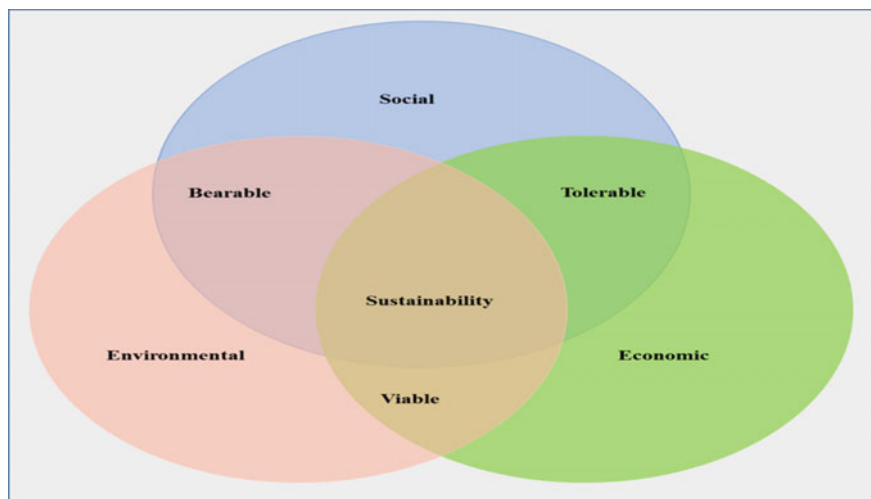 Social
Bearable
Tolerable
Sustainability
Environmental
Economic
Viable